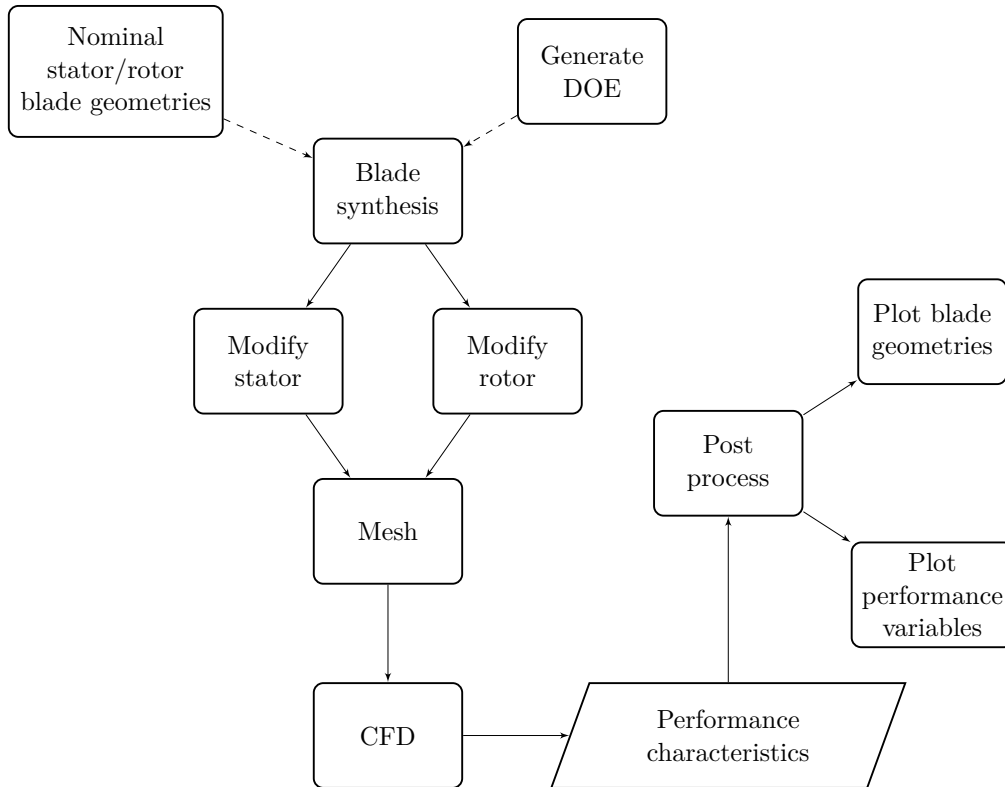 Nominal
stator/rotor
blade geometries
Generate
DOE
Blade
synthesis
Modify
stator
Modify
rotor
Plot blade
geometries
Post
process
Mesh
Plot
performance
variables
CFD
Performance
characteristics